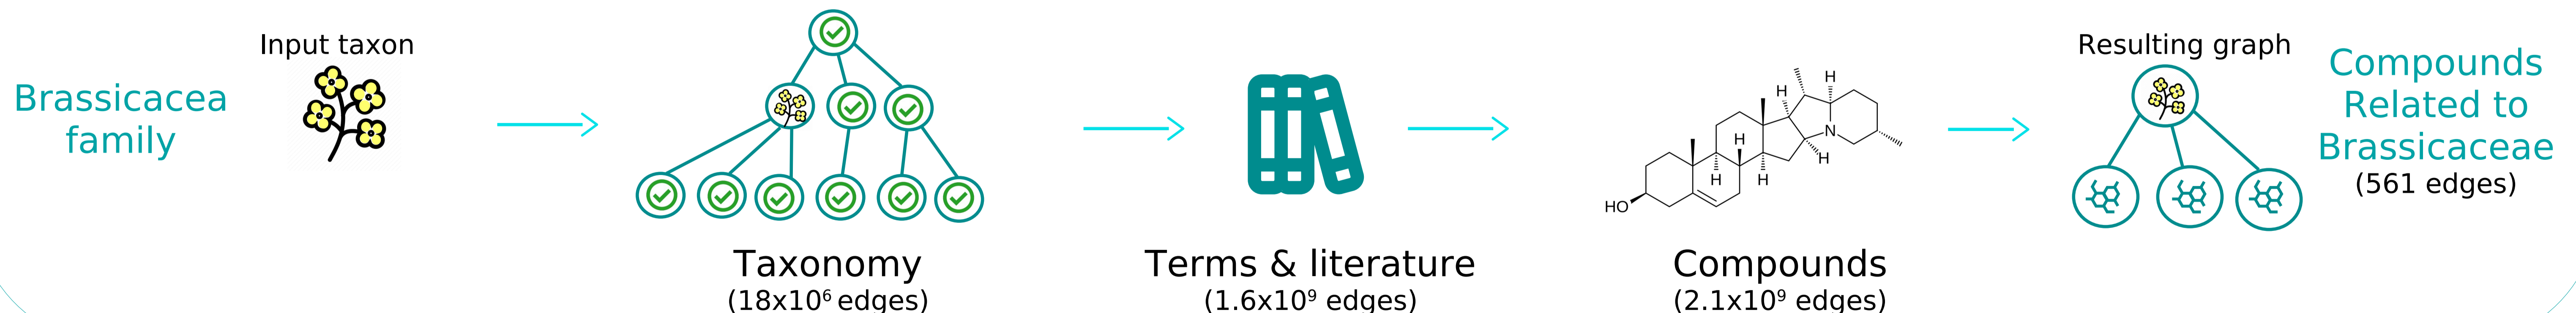 Brassicacea
family
Input taxon
Taxonomy
(18x10⁶ edges)
Terms & literature
(1.6x10⁹ edges)
H
H
H
N
H
H
H
HO
Compounds
(2.1x10⁹ edges)
Resulting graph
Compounds
Related to
Brassicaceae
(561 edges)